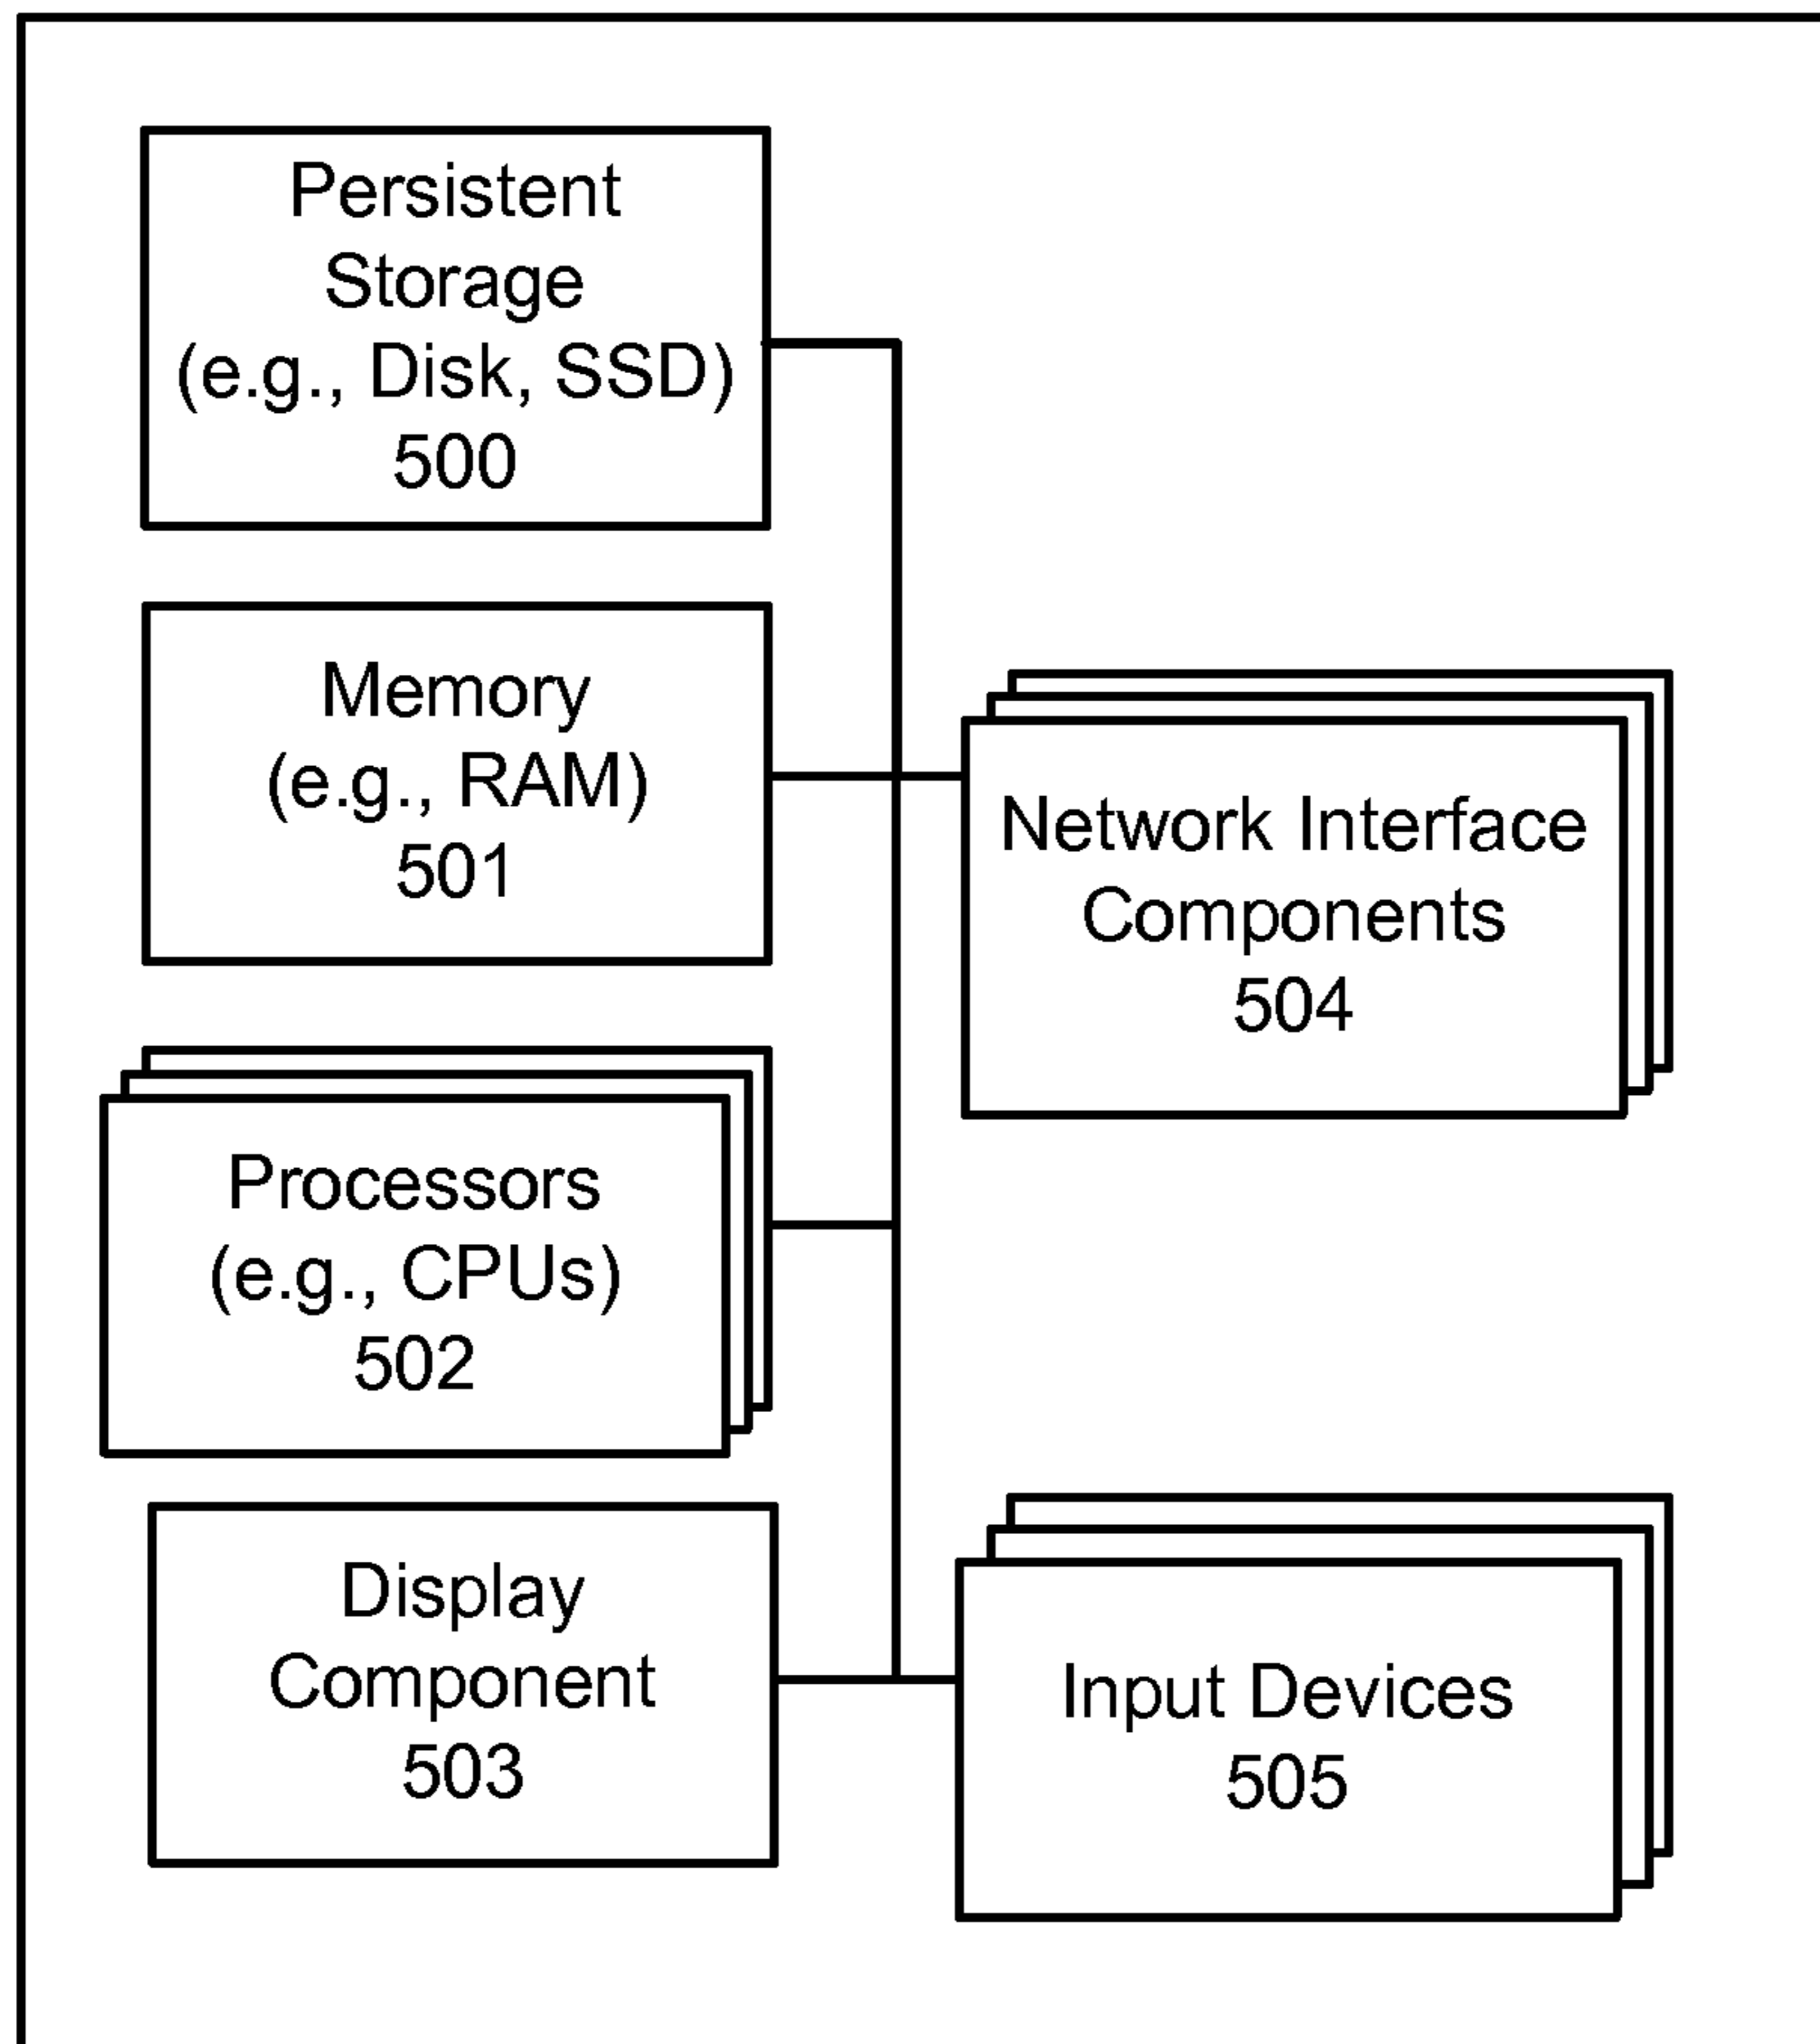 Persistent
Storage
(e.g., Disk, SSD)
500
Memory
(e.g., RAM)
501
Processors
(e.g., CPUs)
502
Display
Component
503
Network Interface
Components
504
Input Devices
505